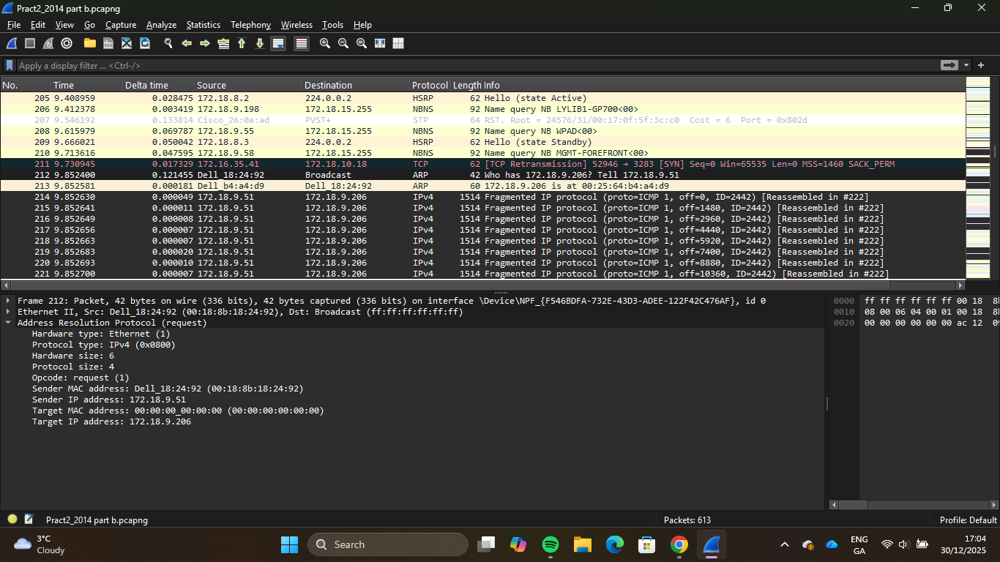 Pract2_2014 part b.pcapng
File Edit View Go Capture Analyze Statistics Telephony Wireless Tools Help
Apply a display filter ... <Ctrl-/>
No. Time Delta time Source Destination Protocol Length Info
205 9.408959 0.028475 172.18.8.2 224.0.0.2 HSRP 62 Hello (state Active)
206 9.412378 0.003419 172.18.9.198 172.18.15.255 NBNS 92 Name query NB LYLIB1-GP700<00>
207 9.546192 0.133814 Cisco_26:0a:ad PVST+ STP 64 RST. Root = 24576/31/00:17:0f:5f:3c:c0 Cost = 6 Port = 0x802d
208 9.615979 0.069787 172.18.9.55 172.18.15.255 NBNS 92 Name query NB WPAD<00>
209 9.666021 0.050042 172.18.8.3 224.0.0.2 HSRP 62 Hello (state Standby)
210 9.713616 0.047595 172.18.9.58 172.18.15.255 NBNS 92 Name query NB MGMT-FOREFRONT<00>
211 9.730945 0.017329 172.16.35.41 172.18.10.18 TCP 62 [TCP Retransmission] 52946 → 3283 [SYN] Seq=0 Win=65535 Len=0 MSS=1460 SACK_PERM
212 9.852400 0.121455 Dell_18:24:92 Broadcast ARP 42 Who has 172.18.9.206? Tell 172.18.9.51
213 9.852581 0.000181 Dell_b4:a4:d9 Dell_18:24:92 ARP 60 172.18.9.206 is at 00:25:64:b4:a4:d9
214 9.852630 0.000049 172.18.9.51 172.18.9.206 IPv4 1514 Fragmented IP protocol (proto=ICMP 1, off=0, ID=2442) [Reassembled in #222]
215 9.852641 0.000011 172.18.9.51 172.18.9.206 IPv4 1514 Fragmented IP protocol (proto=ICMP 1, off=1480, ID=2442) [Reassembled in #222]
216 9.852649 0.000008 172.18.9.51 172.18.9.206 IPv4 1514 Fragmented IP protocol (proto=ICMP 1, off=2960, ID=2442) [Reassembled in #222]
217 9.852656 0.000007 172.18.9.51 172.18.9.206 IPv4 1514 Fragmented IP protocol (proto=ICMP 1, off=4440, ID=2442) [Reassembled in #222]
218 9.852663 0.000007 172.18.9.51 172.18.9.206 IPv4 1514 Fragmented IP protocol (proto=ICMP 1, off=5920, ID=2442) [Reassembled in #222]
219 9.852683 0.000020 172.18.9.51 172.18.9.206 IPv4 1514 Fragmented IP protocol (proto=ICMP 1, off=7400, ID=2442) [Reassembled in #222]
220 9.852693 0.000010 172.18.9.51 172.18.9.206 IPv4 1514 Fragmented IP protocol (proto=ICMP 1, off=8880, ID=2442) [Reassembled in #222]
221 9.852700 0.000007 172.18.9.51 172.18.9.206 IPv4 1514 Fragmented IP protocol (proto=ICMP 1, off=10360, ID=2442) [Reassembled in #222]
Frame 212: Packet, 42 bytes on wire (336 bits), 42 bytes captured (336 bits) on interface \Device\NPF_{F546BDFA-732E-43D3-ADEE-122F42C476AF}, id 0
Ethernet II, Src: Dell_18:24:92 (00:18:8b:18:24:92), Dst: Broadcast (ff:ff:ff:ff:ff:ff)
Address Resolution Protocol (request)
Hardware type: Ethernet (1)
Protocol type: IPv4 (0x0800)
Hardware size: 6
Protocol size: 4
Opcode: request (1)
Sender MAC address: Dell_18:24:92 (00:18:8b:18:24:92)
Sender IP address: 172.18.9.51
Target MAC address: 00:00:00_00:00:00 (00:00:00:00:00:00)
Target IP address: 172.18.9.206
0000 ff ff ff ff ff ff 00 18
0010 08 00 06 04 00 01 00 18
0020 00 00 00 00 00 00 ac 12
Pract2_2014 part b.pcapng
Packets: 613
Profile: Default
3°C
Cloudy
Search
ENG
GA
17:04
30/12/2025